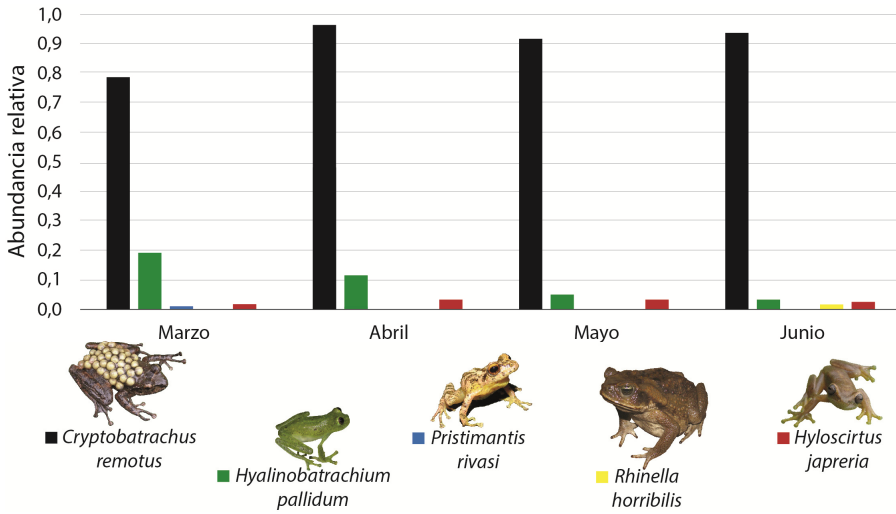 Abundancia relativa
1,0
0,9
0,8
0,7
0,6
0,5
0,4
0,3
0,2
0,1
0,0
Marzo
Abril
Mayo
Junio
Cryptobatrachus
remotus
Hyalinobatrachium
pallidum
Pristimantis
rivasi
Rhinella
horribilis
Hyloscirtus
japreria